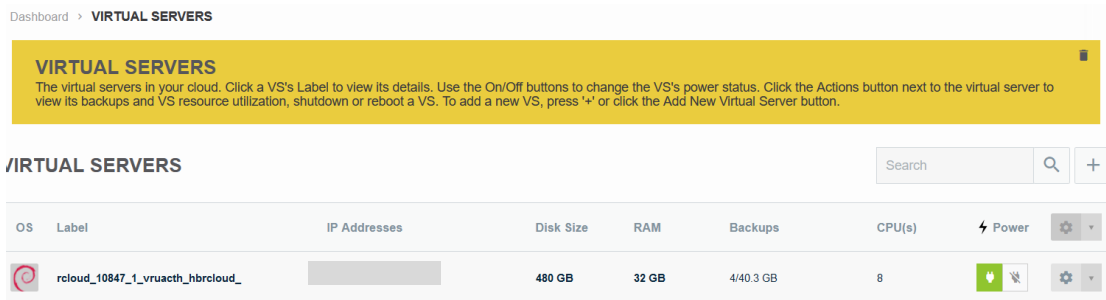 Dashboard › VIRTUAL SERVERS
VIRTUAL SERVERS
The virtual servers in your cloud. Click a VS's Label to view its details. Use the On/Off buttons to change the VS's power status. Click the Actions button next to the virtual server to
view its backups and VS resource utilization, shutdown or reboot a VS. To add a new VS, press '+' or click the Add New Virtual Server button.
VIRTUAL SERVERS
Search
OS Label IP Addresses Disk Size RAM Backups CPU(s) Power
rcloud_10847_1_vruacth_hbrcloud_ 480 GB 32 GB 4/40.3 GB 8